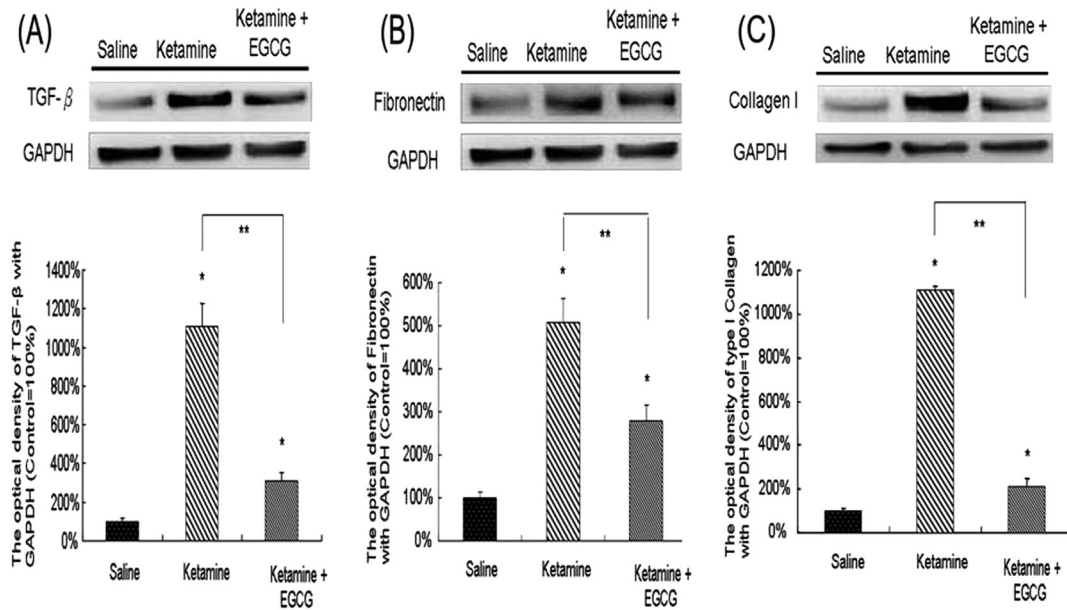 (A)
Saline Ketamine Ketamine +
EGCG
TGF-β
GAPDH
**
The optical density of TGF-β with
GAPDH (Control=100%)
1400%
1200%
1000%
800%
600%
400%
200%
0%
*
*
Saline Ketamine Ketamine +
EGCG
(B)
Saline Ketamine Ketamine +
EGCG
Fibronectin
GAPDH
**
The optical density of Fibronectin
with GAPDH (Control=100%)
600%
500%
400%
300%
200%
100%
0%
*
*
Saline Ketamine Ketamine +
EGCG
(C)
Saline Ketamine Ketamine +
EGCG
Collagen I
GAPDH
**
The optical density of type I Collagen
with GAPDH (Control=100%)
1200%
1000%
800%
600%
400%
200%
0%
*
*
Saline Ketamine Ketamine +
EGCG